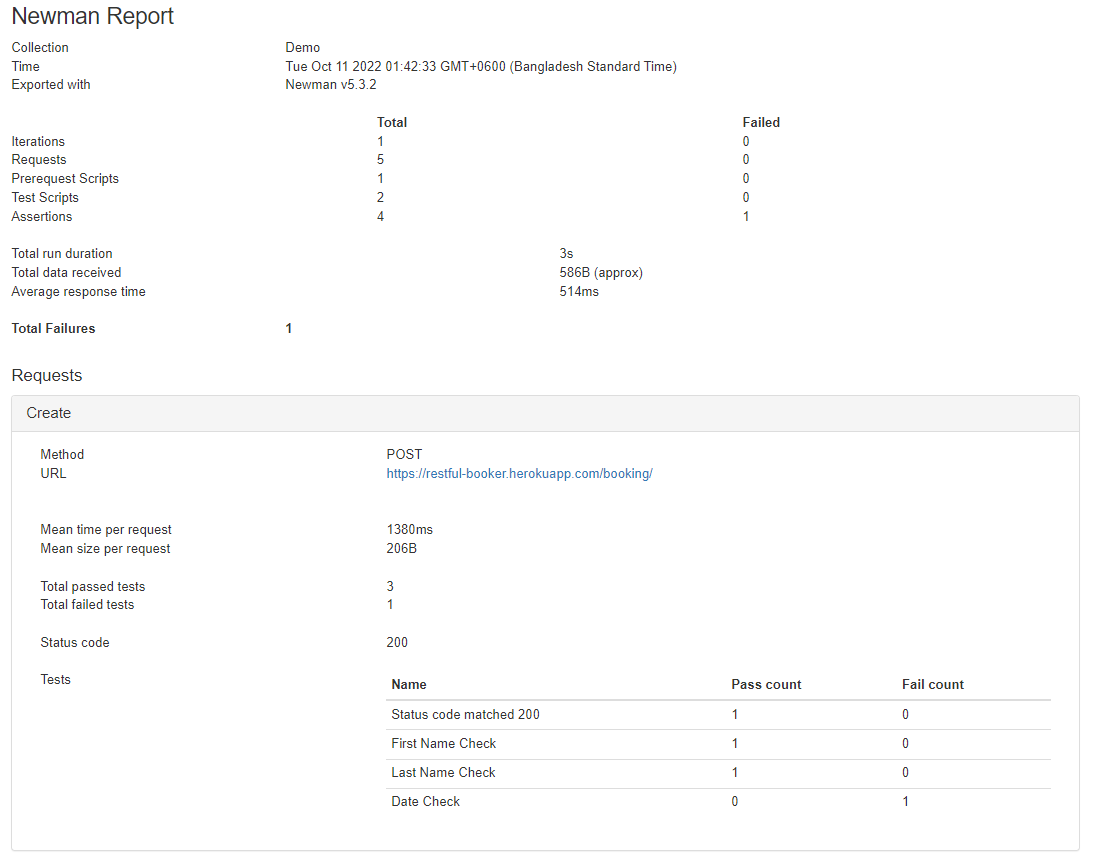 Newman Report
Collection Demo
Time Tue Oct 11 2022 01:42:33 GMT+0600 (Bangladesh Standard Time)
Exported with Newman v5.3.2
Total Failed
Iterations 1 0
Requests 5 0
Prerequest Scripts 1 0
Test Scripts 2 0
Assertions 4 1
Total run duration 3s
Total data received 586B (approx)
Average response time 514ms
Total Failures 1
Requests
Create
Method POST
URL https://restful-booker.herokuapp.com/booking/
Mean time per request 1380ms
Mean size per request 206B
Total passed tests 3
Total failed tests 1
Status code 200
Tests
Name Pass count Fail count
Status code matched 200 1 0
First Name Check 1 0
Last Name Check 1 0
Date Check 0 1